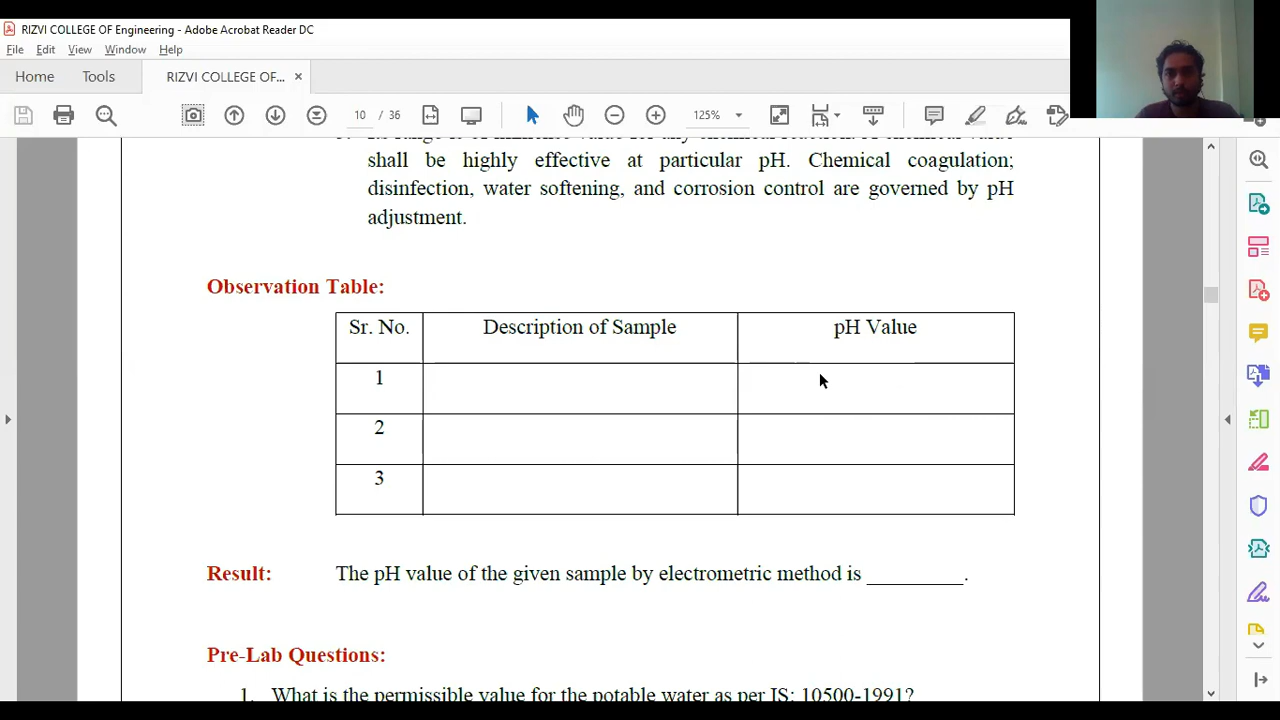 RIZVI COLLEGE OF Engineering - Adobe Acrobat Reader DC
File Edit View Window Help
Home Tools RIZVI COLLEGE OF... ×
10 / 36 125%
shall be highly effective at particular pH. Chemical coagulation;
disinfection, water softening, and corrosion control are governed by pH
adjustment.
Observation Table:
Sr. No. Description of Sample pH Value
1
2
3
Result: The pH value of the given sample by electrometric method is _________.
Pre-Lab Questions:
1. What is the permissible value for the potable water as per IS: 10500-1991?